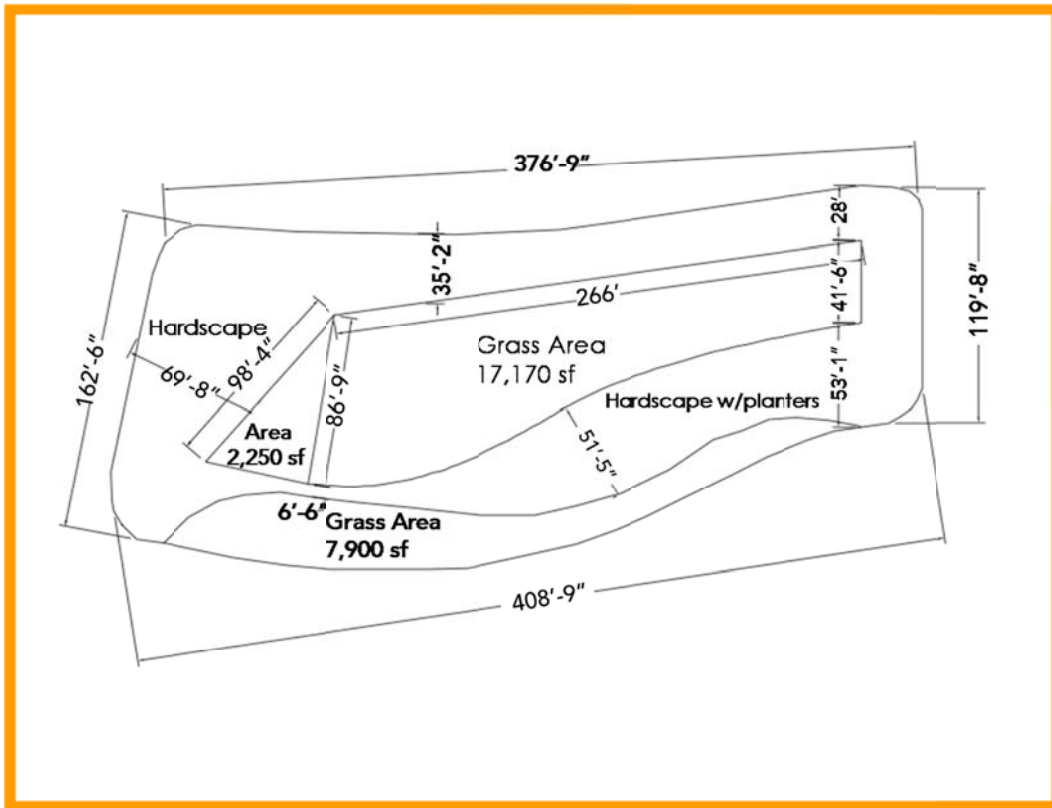 376’-9”
28’-
35’-2”
41’-6”
119’-8”
266’
Hardscape
162’-6”
98’-4”
69’-8”
86’-9”
Grass Area
17,170 sf
53’-1”
Hardscape w/planters
Area
2,250 sf
51’-5”
6’-6”
Grass Area
7,900 sf
408’-9”